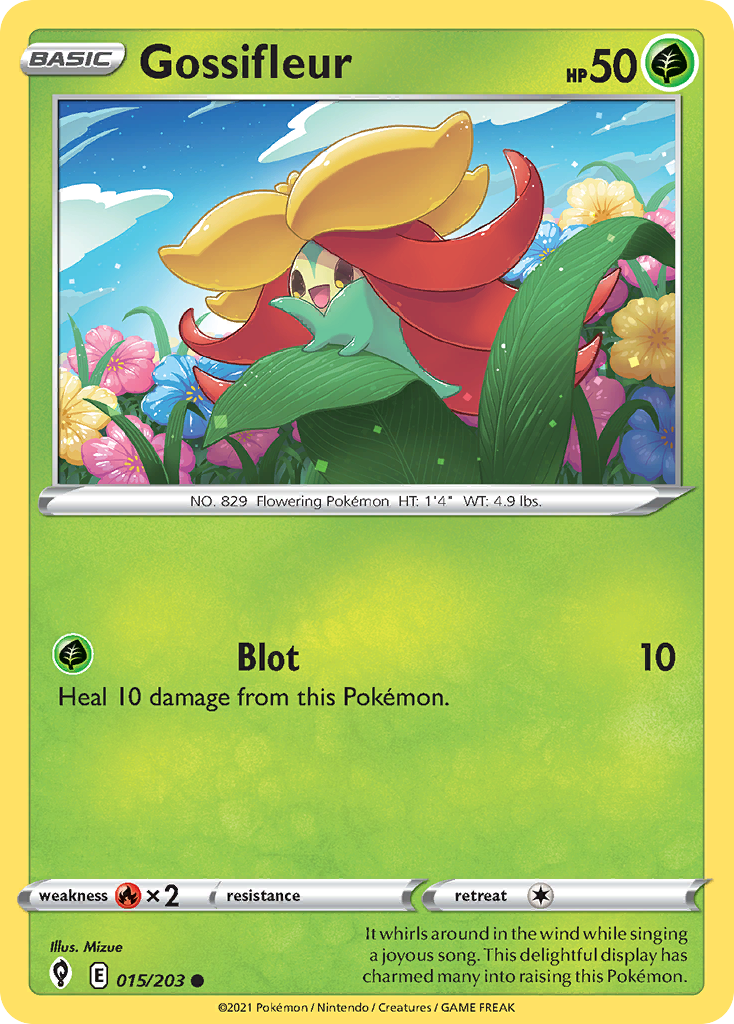 BASIC Gossifleur HP 50
NO. 829 Flowering Pokémon HT: 1'4" WT: 4.9 lbs.
Blot 10
Heal 10 damage from this Pokémon.
weakness ×2 resistance retreat
It whirls around in the wind while singing
a joyous song. This delightful display has
charmed many into raising this Pokémon.
Illus. Mizue
E 015/203
©2021 Pokémon / Nintendo / Creatures / GAME FREAK